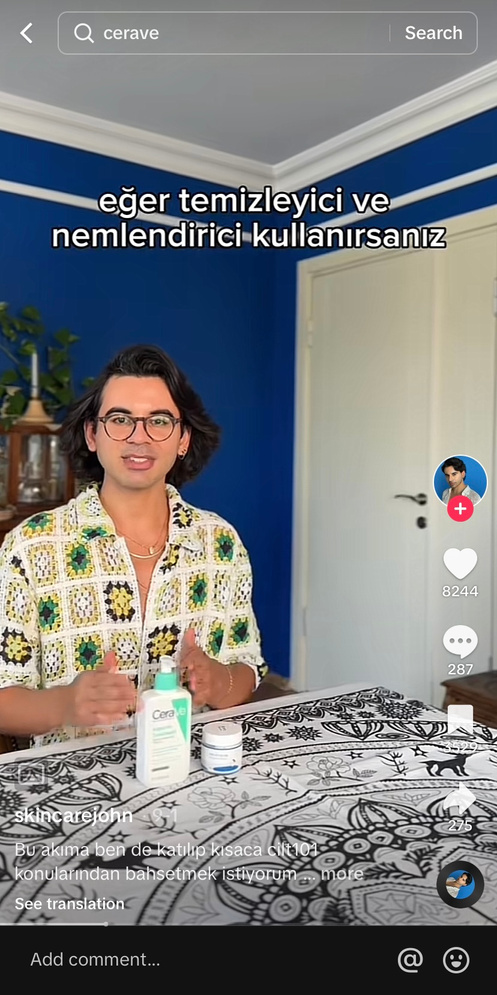 cerave
Search
eğer temizleyici ve
nemlendirici kullanırsanız
8244
287
CeraVe
3529
275
skincarejohn · 9-1
Bu akıma ben de katılıp kısaca cilt101
konularından bahsetmek istiyorum ... more
See translation
Add comment...